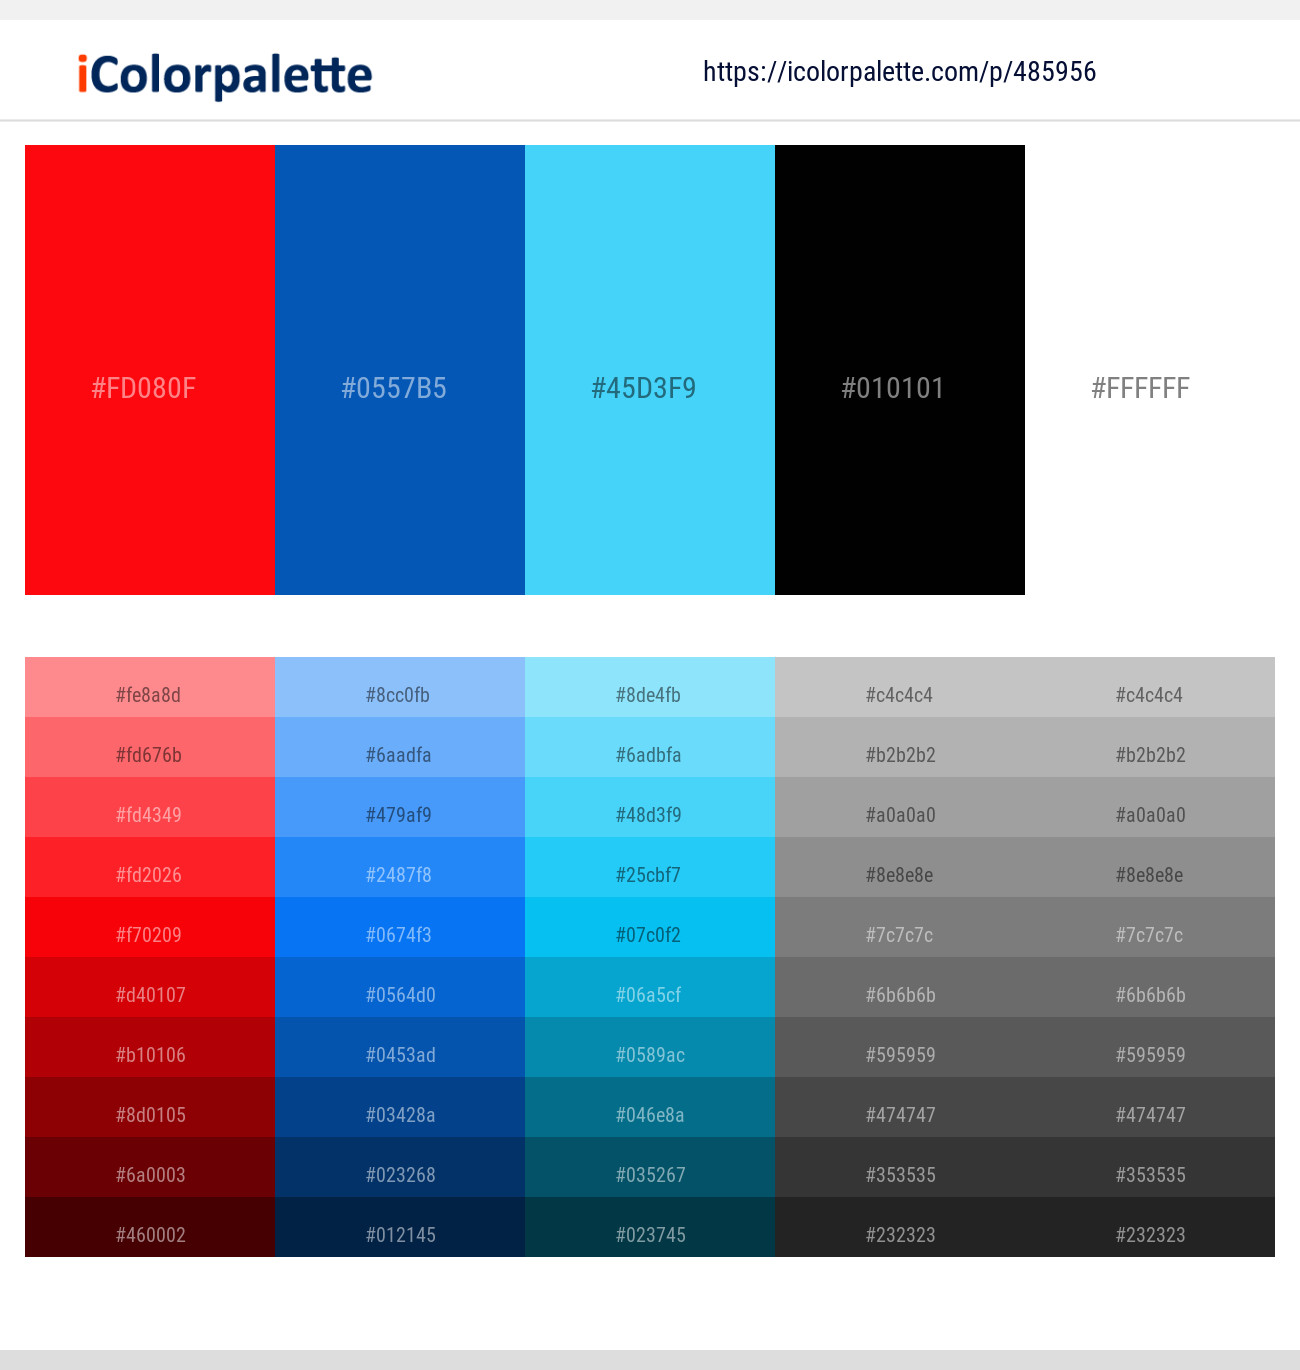 iColorpalette
https://icolorpalette.com/p/485956
#FD080F #0557B5 #45D3F9 #010101 #FFFFFF
#fe8a8d #8cc0fb #8de4fb #c4c4c4 #c4c4c4
#fd676b #6aadfa #6adbfa #b2b2b2 #b2b2b2
#fd4349 #479af9 #48d3f9 #a0a0a0 #a0a0a0
#fd2026 #2487f8 #25cbf7 #8e8e8e #8e8e8e
#f70209 #0674f3 #07c0f2 #7c7c7c #7c7c7c
#d40107 #0564d0 #06a5cf #6b6b6b #6b6b6b
#b10106 #0453ad #0589ac #595959 #595959
#8d0105 #03428a #046e8a #474747 #474747
#6a0003 #023268 #035267 #353535 #353535
#460002 #012145 #023745 #232323 #232323